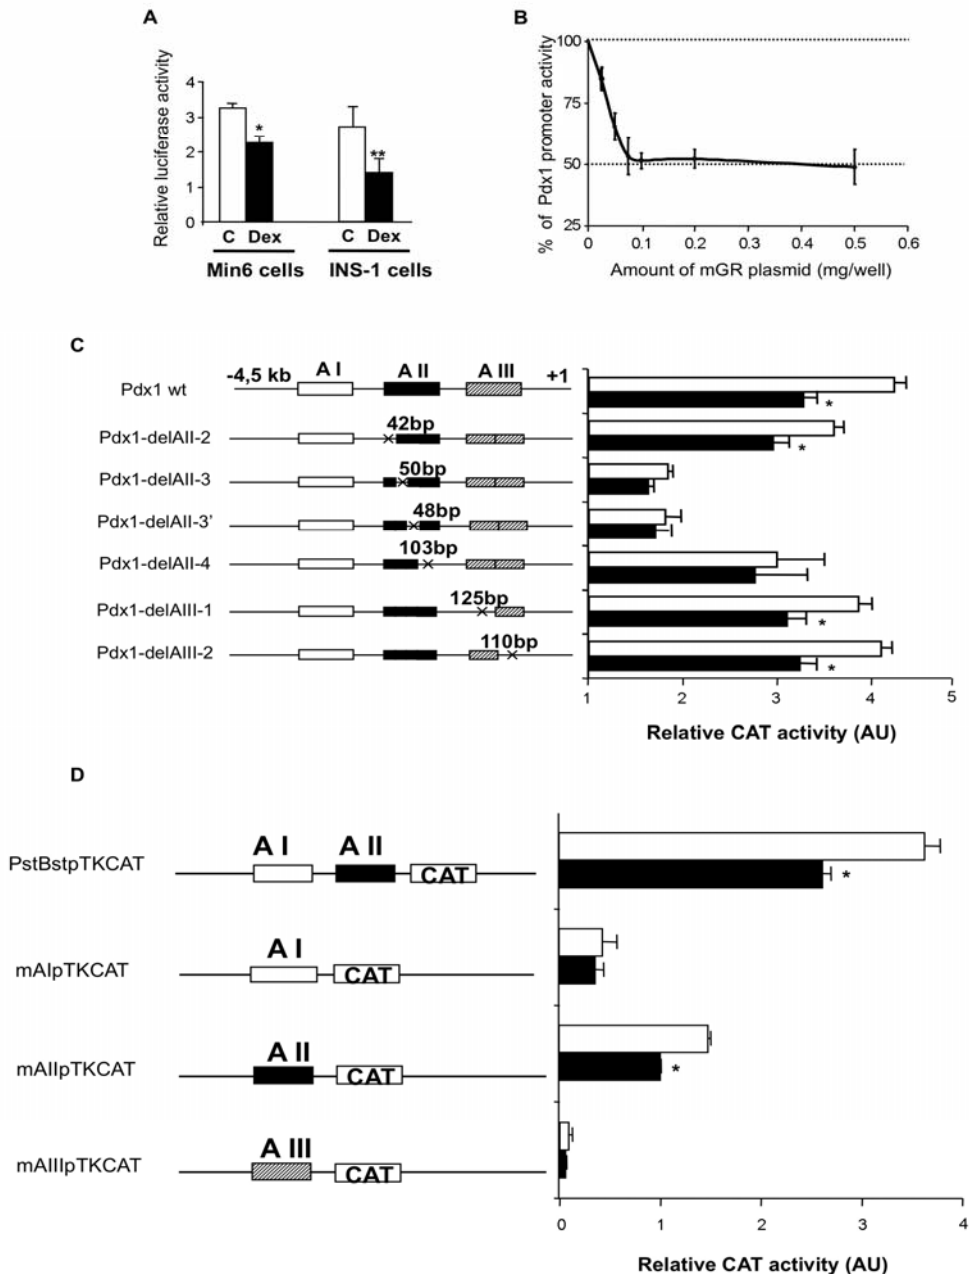 A
Relative luciferase activity
4
3
2
1
0
*
**
C Dex C Dex
Min6 cells INS-1 cells
B
% of Pdx1 promoter activity
100
75
50
25
0 0.1 0.2 0.3 0.4 0.5 0.6
Amount of mGR plasmid (mg/well)
C
-4,5 kb A I A II A III +1
Pdx1 wt
*
42bp
Pdx1-delAII-2
*
50bp
Pdx1-delAII-3
48bp
Pdx1-delAII-3'
103bp
Pdx1-delAII-4
125bp
Pdx1-delAIII-1
*
110bp
Pdx1-delAIII-2
*
1 2 3 4 5
Relative CAT activity (AU)
D
A I A II
PstBstpTKCAT CAT
*
A I
mAIpTKCAT CAT
A II
mAIIpTKCAT CAT
*
A III
mAIIIpTKCAT CAT
0 1 2 3 4
Relative CAT activity (AU)